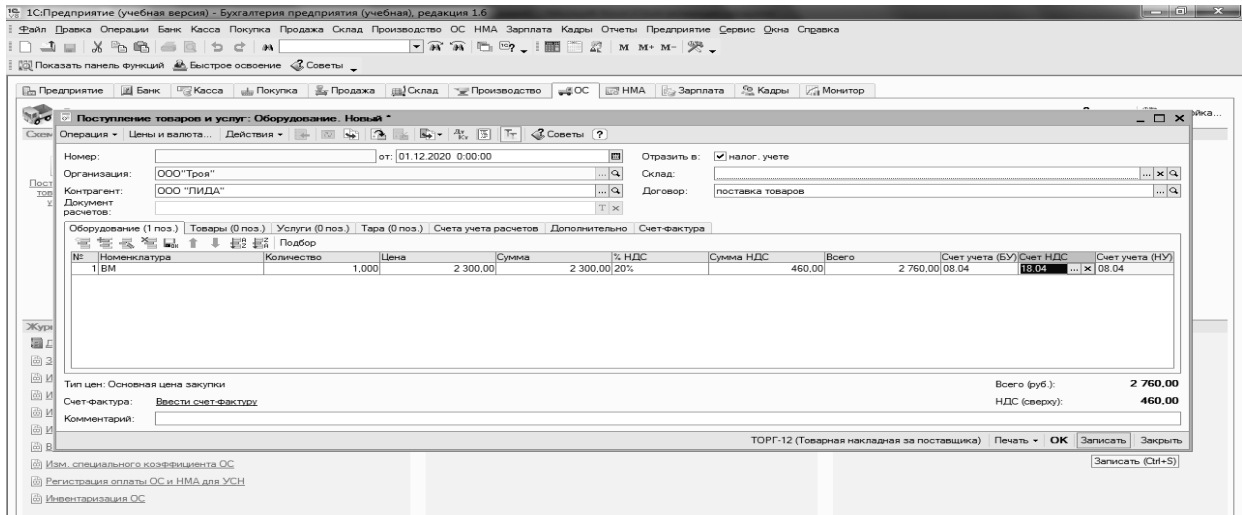 1С:Предприятие (учебная версия) - Бухгалтерия предприятия (учебная), редакция 1.6
Файл Правка Операции Банк Касса Покупка Продажа Склад Производство ОС НМА Зарплата Кадры Отчеты Предприятие Сервис Окна Справка
M M+ M-
Показать панель функций Быстрое освоение Советы
Предприятие Банк Касса Покупка Продажа Склад Производство ОС НМА Зарплата Кадры Монитор
Поступление товаров и услуг: Оборудование. Новый *
Операция Цены и валюта... Действия Советы ?
Номер: от: 01.12.2020 0:00:00 Отразить в: налог. учете
Организация: ООО"Троя" Склад:
Контрагент: ООО "ЛИДА" Договор: поставка товаров
Документ расчетов:
Оборудование (1 поз.) Товары (0 поз.) Услуги (0 поз.) Тара (0 поз.) Счета учета расчетов Дополнительно Счет-фактура
Подбор
№ Номенклатура Количество Цена Сумма % НДС Сумма НДС Всего Счет учета (БУ) Счет НДС Счет учета (НУ)
1 ВМ 1,000 2 300,00 2 300,00 20% 460,00 2 760,00 08.04 18.04 ... x 08.04
Тип цен: Основная цена закупки Всего (руб.): 2 760,00
Счет-фактура: Ввести счет-фактуру НДС (сверху): 460,00
Комментарий:
ТОРГ-12 (Товарная накладная за поставщика) Печать OK Записать Закрыть
Изм. специального коэффициента ОС Записать (Ctrl+S)
Регистрация оплаты ОС и НМА для УСН
Инвентаризация ОС